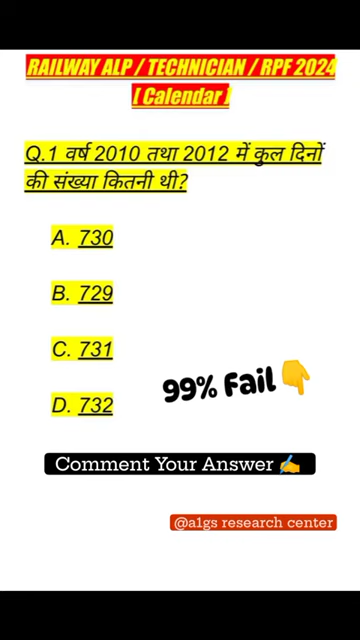 RAILWAY ALP / TECHNICIAN / RPF 2024
[ Calendar ]
Q.1 वर्ष 2010 तथा 2012 में कुल दिनों
की संख्या कितनी थी?
A. 730
B. 729
C. 731
99% Fail 👇
D. 732
Comment Your Answer ✍️
@a1gs research center